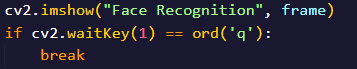 cv2.imshow("Face Recognition", frame)
if cv2.waitKey(1) == ord('q'):
    break